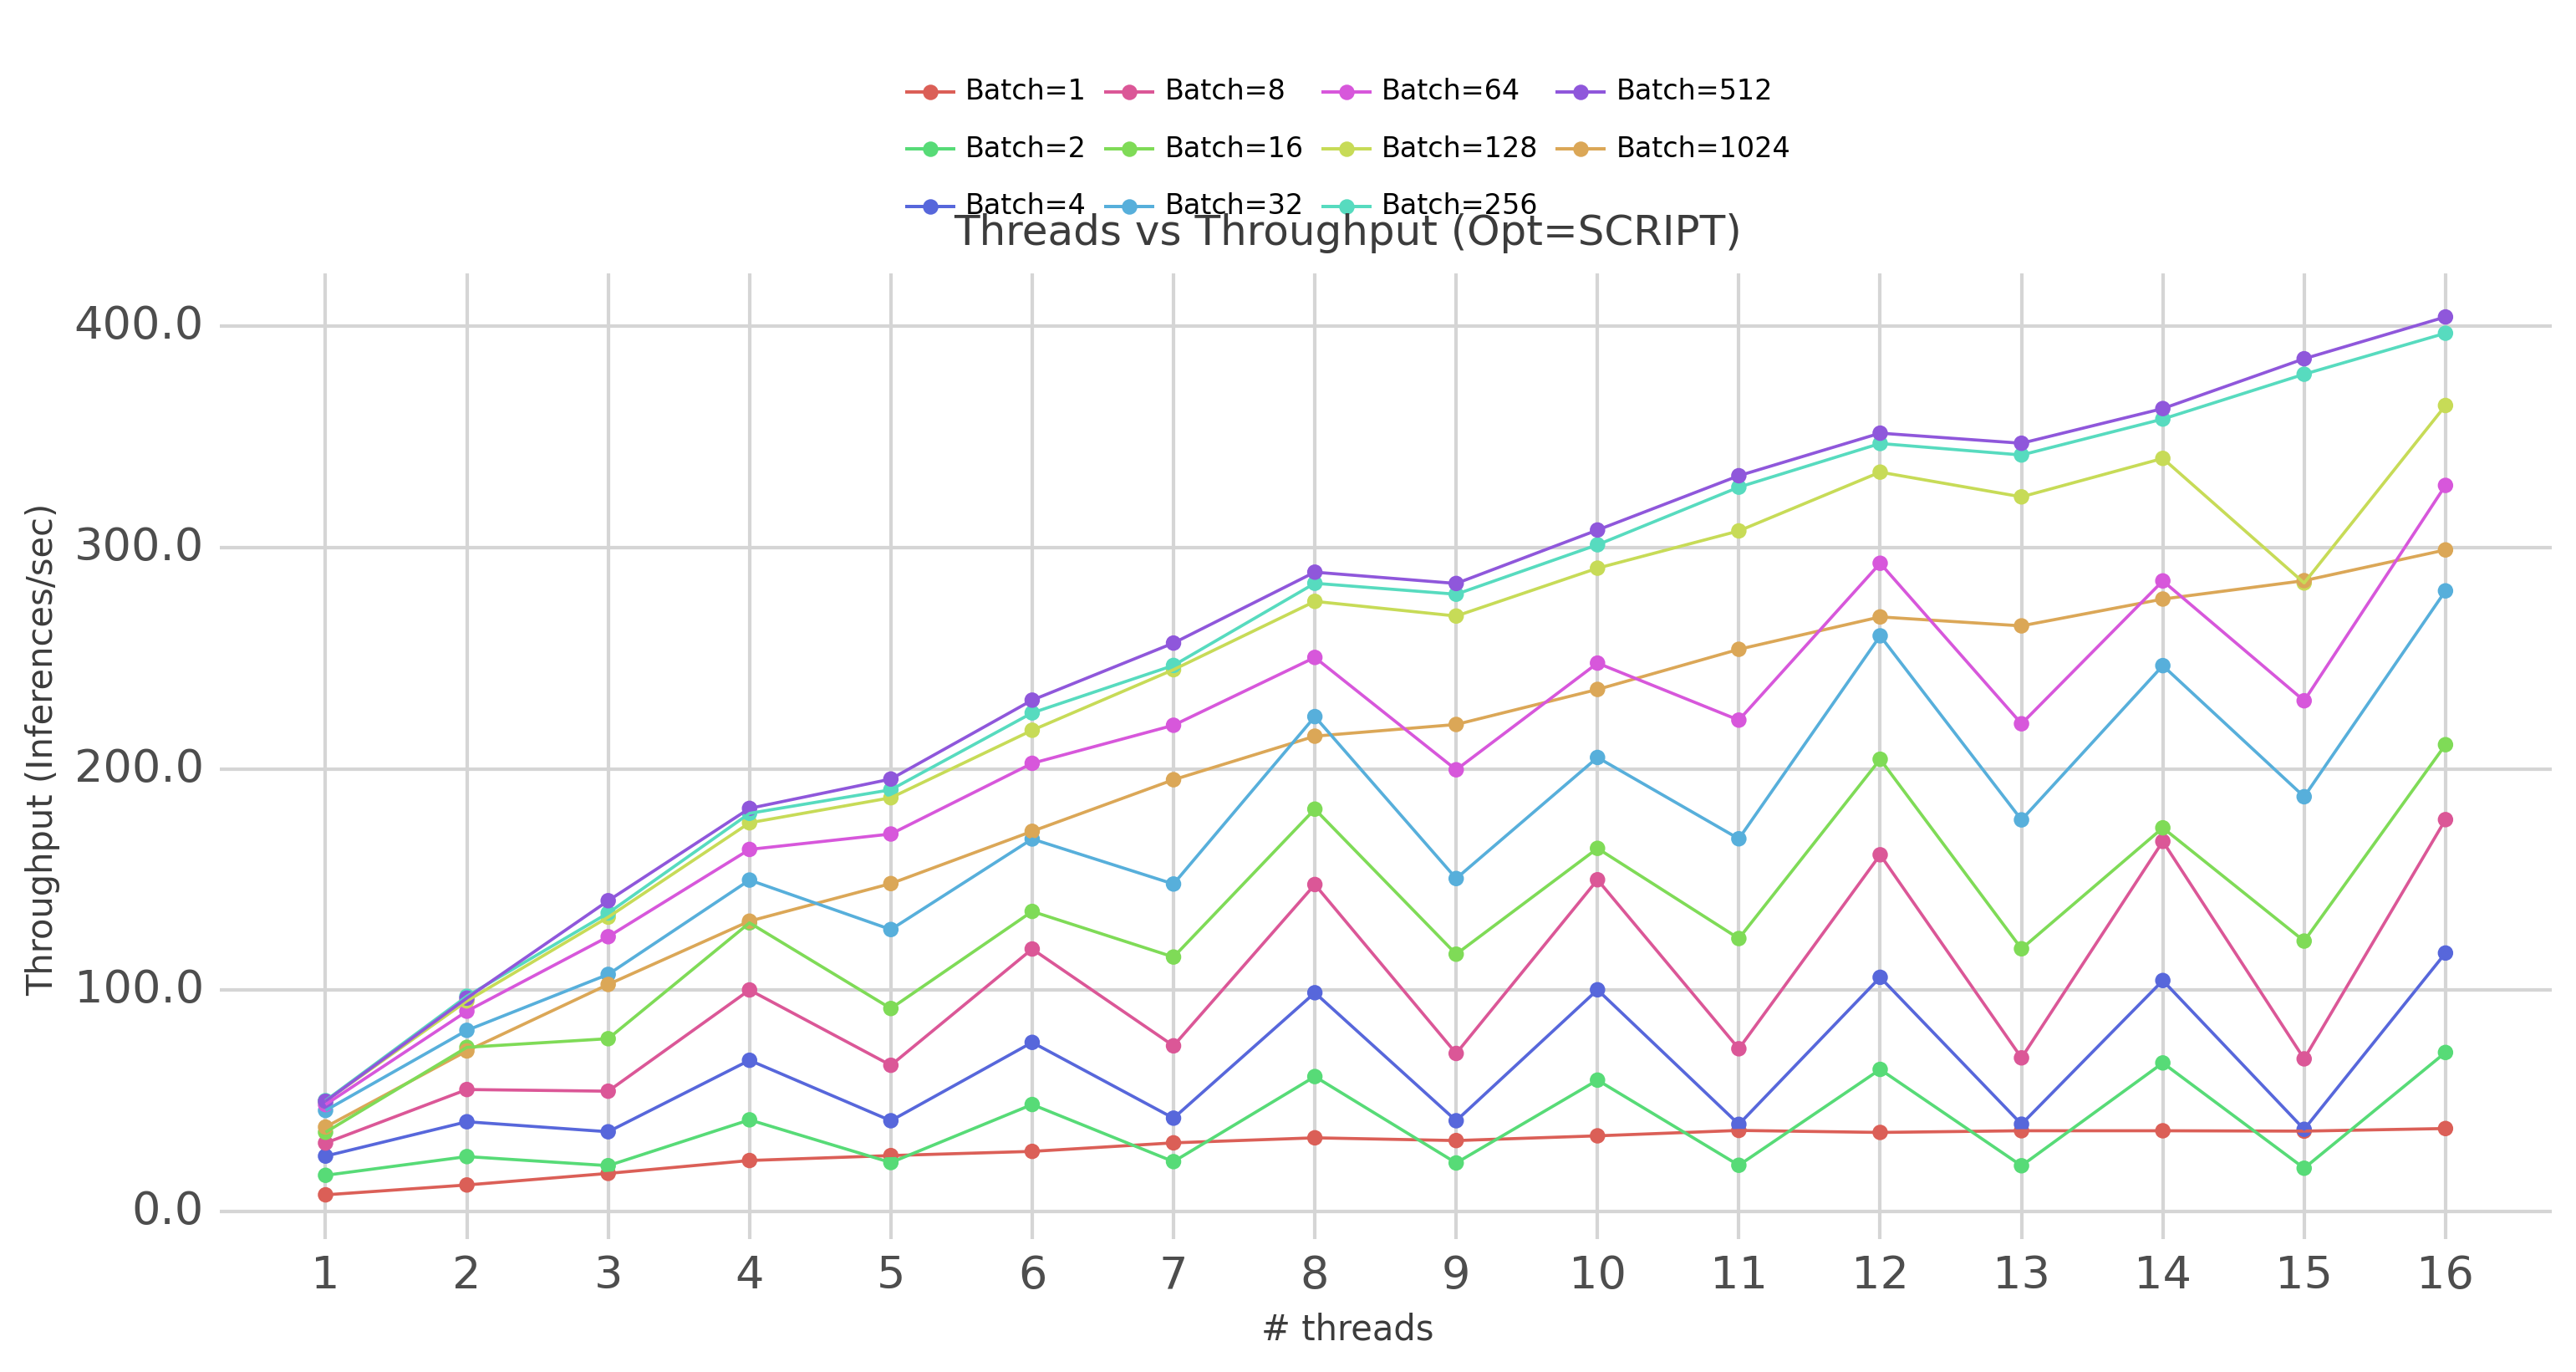 Batch=1 Batch=8 Batch=64 Batch=512
Batch=2 Batch=16 Batch=128 Batch=1024
Batch=4 Batch=32 Batch=256
Threads vs Throughput (Opt=SCRIPT)
Throughput (Inferences/sec)
400.0
300.0
200.0
100.0
0.0
1 2 3 4 5 6 7 8 9 10 11 12 13 14 15 16
# threads